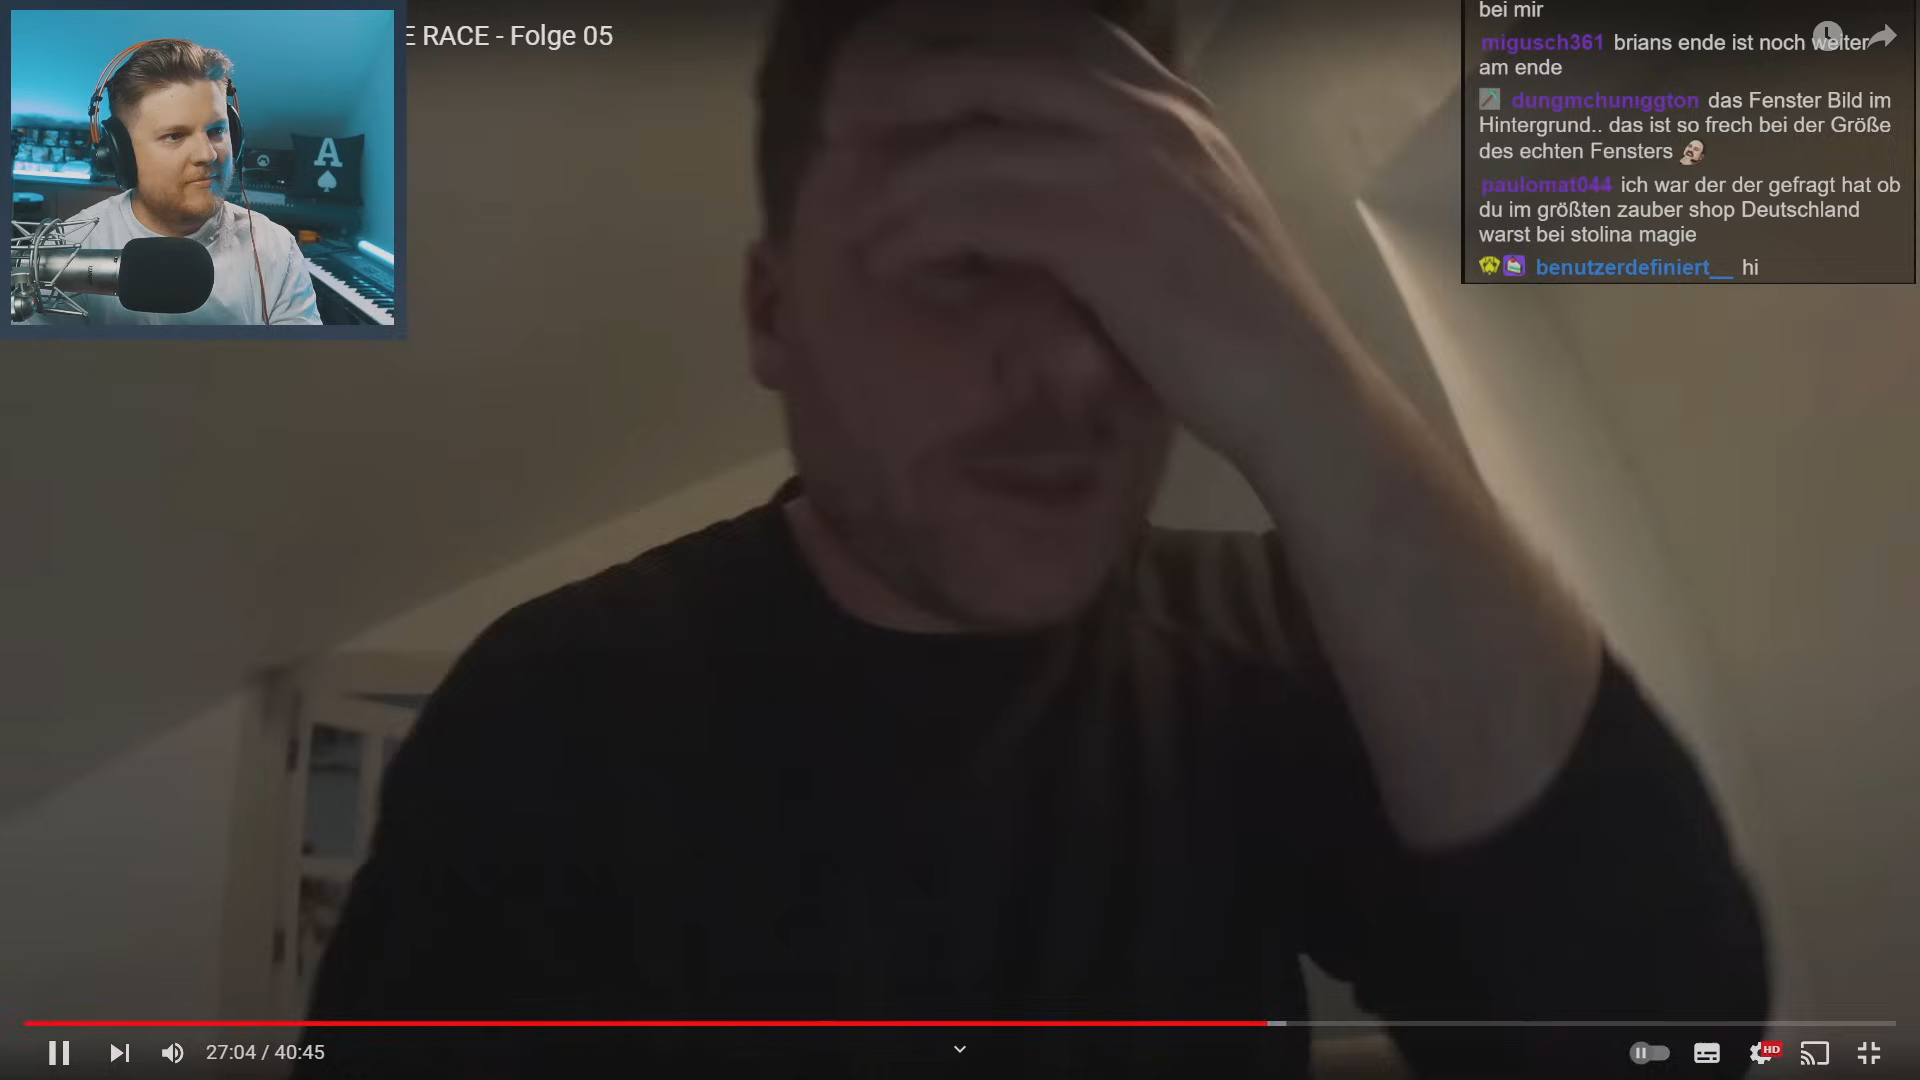 E RACE - Folge 05
bei mir
migusch361 brians ende ist noch weiter
am ende
dungmchuniggton das Fenster Bild im
Hintergrund.. das ist so frech bei der Größe
des echten Fensters
paulomat044 ich war der der gefragt hat ob
du im größten zauber shop Deutschland
warst bei stolina magie
benutzerdefiniert__ hi
A
27:04 / 40:45
HD